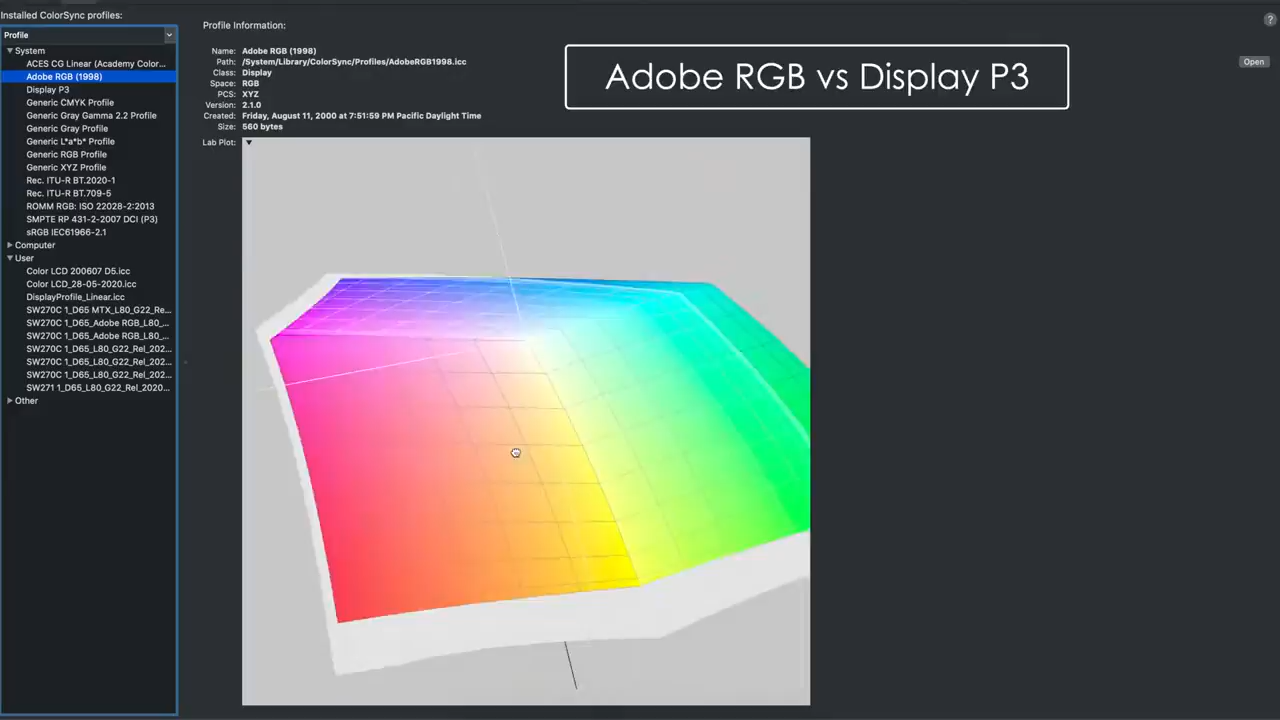 Installed ColorSync profiles:
Profile
System
ACES CG Linear (Academy Color...
Adobe RGB (1998)
Display P3
Generic CMYK Profile
Generic Gray Gamma 2.2 Profile
Generic Gray Profile
Generic L*a*b* Profile
Generic RGB Profile
Generic XYZ Profile
Rec. ITU-R BT.2020-1
Rec. ITU-R BT.709-5
ROMM RGB: ISO 22028-2:2013
SMPTE RP 431-2-2007 DCI (P3)
sRGB IEC61966-2.1
Computer
User
Color LCD 200607 D5.icc
Color LCD_28-05-2020.icc
DisplayProfile_Linear.icc
SW270C 1_D65 MTX_L80_G22_Re...
SW270C 1_D65_Adobe RGB_L80_...
SW270C 1_D65_Adobe RGB_L80_...
SW270C 1_D65_L80_G22_Rel_202...
SW270C 1_D65_L80_G22_Rel_202...
SW270C 1_D65_L80_G22_Rel_202...
SW271 1_D65_L80_G22_Rel_2020...
Other
Profile Information:
Name: Adobe RGB (1998)
Path: /System/Library/ColorSync/Profiles/AdobeRGB1998.icc
Class: Display
Space: RGB
PCS: XYZ
Version: 2.1.0
Created: Friday, August 11, 2000 at 7:51:59 PM Pacific Daylight Time
Size: 560 bytes
Lab Plot:
Adobe RGB vs Display P3
?
Open